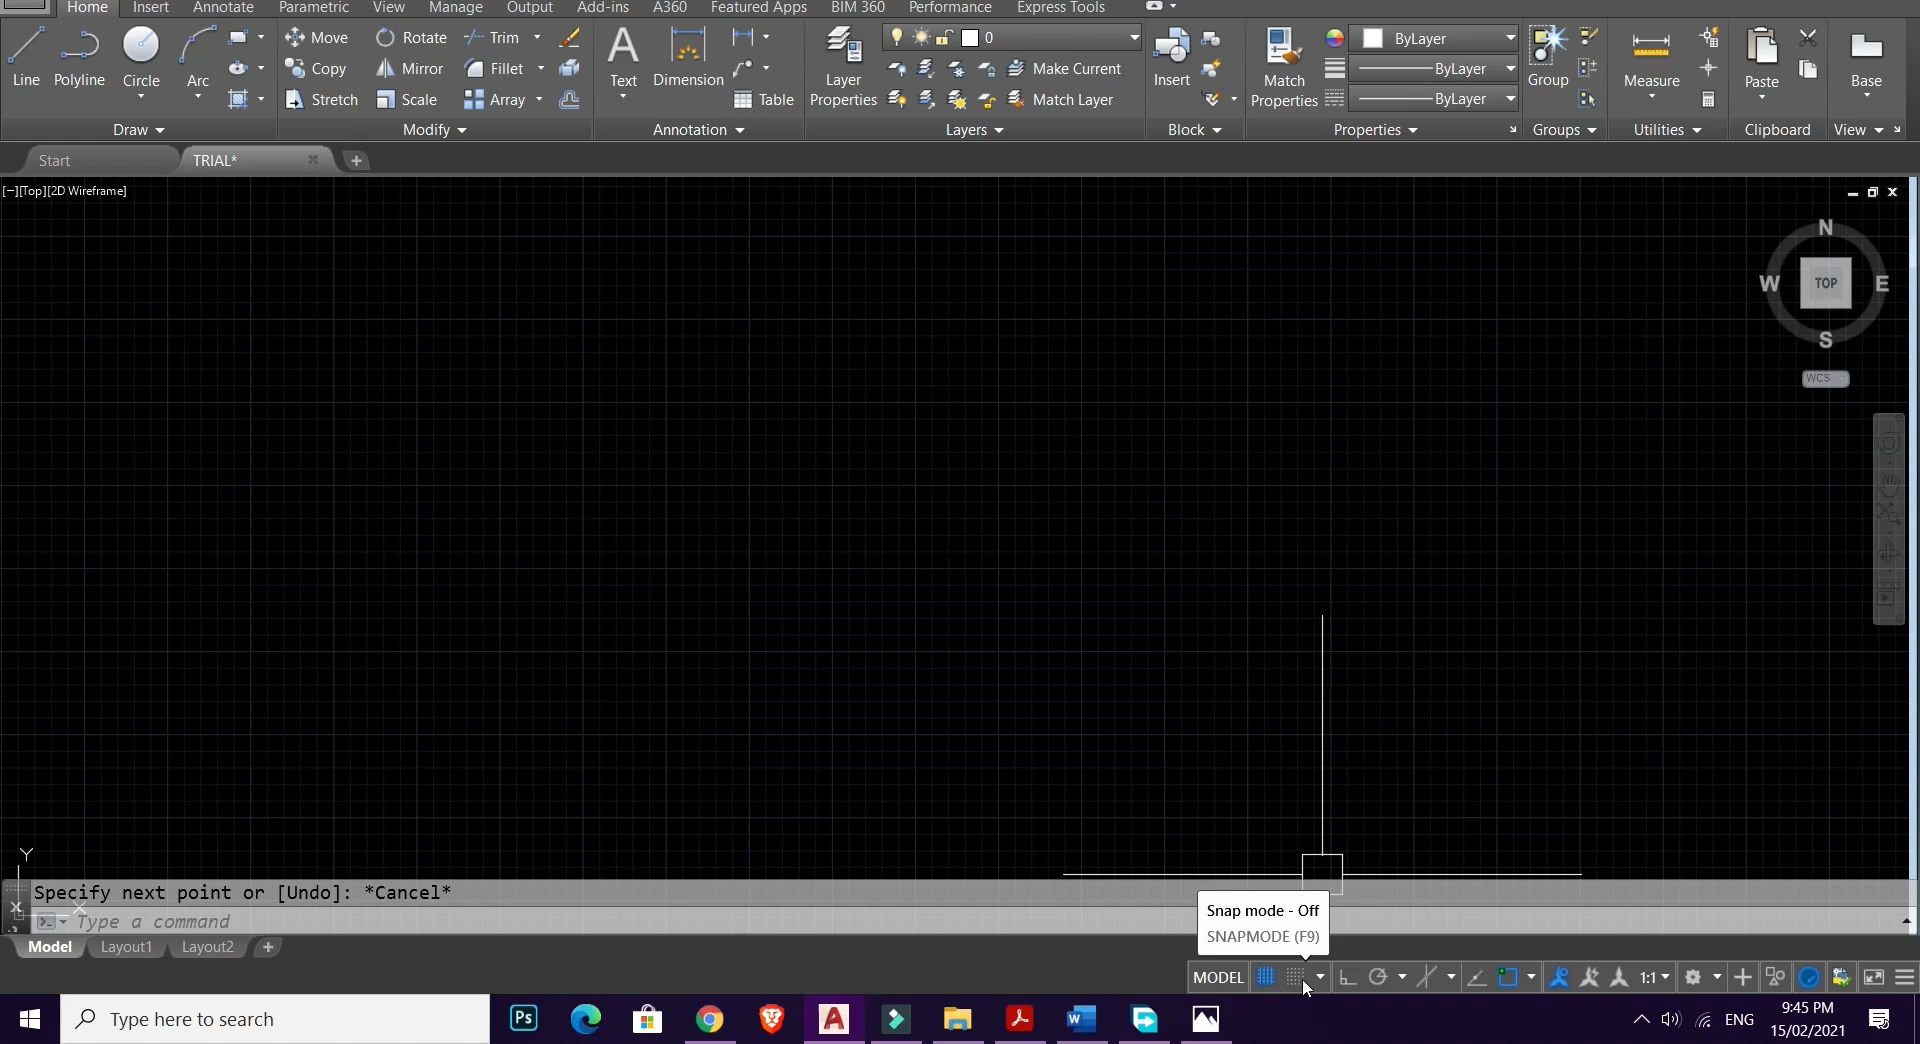 Home Insert Annotate Parametric View Manage Output Add-ins A360 Featured Apps BIM 360 Performance Express Tools
Line Polyline Circle Arc
Move Rotate Trim
Copy Mirror Fillet
Stretch Scale Array
Text Dimension Table
Layer Properties
0
Make Current
Match Layer
Insert
Match Properties
ByLayer
ByLayer
ByLayer
Group
Measure
Paste
Base
Draw Modify Annotation Layers Block Properties Groups Utilities Clipboard View
Start TRIAL*
[−][Top][2D Wireframe]
N
W TOP E
S
WCS
Y
X
Specify next point or [Undo]: *Cancel*
Type a command
Snap mode - Off
SNAPMODE (F9)
Model Layout1 Layout2
MODEL 1:1
Type here to search
Ps
ENG
9:45 PM
15/02/2021